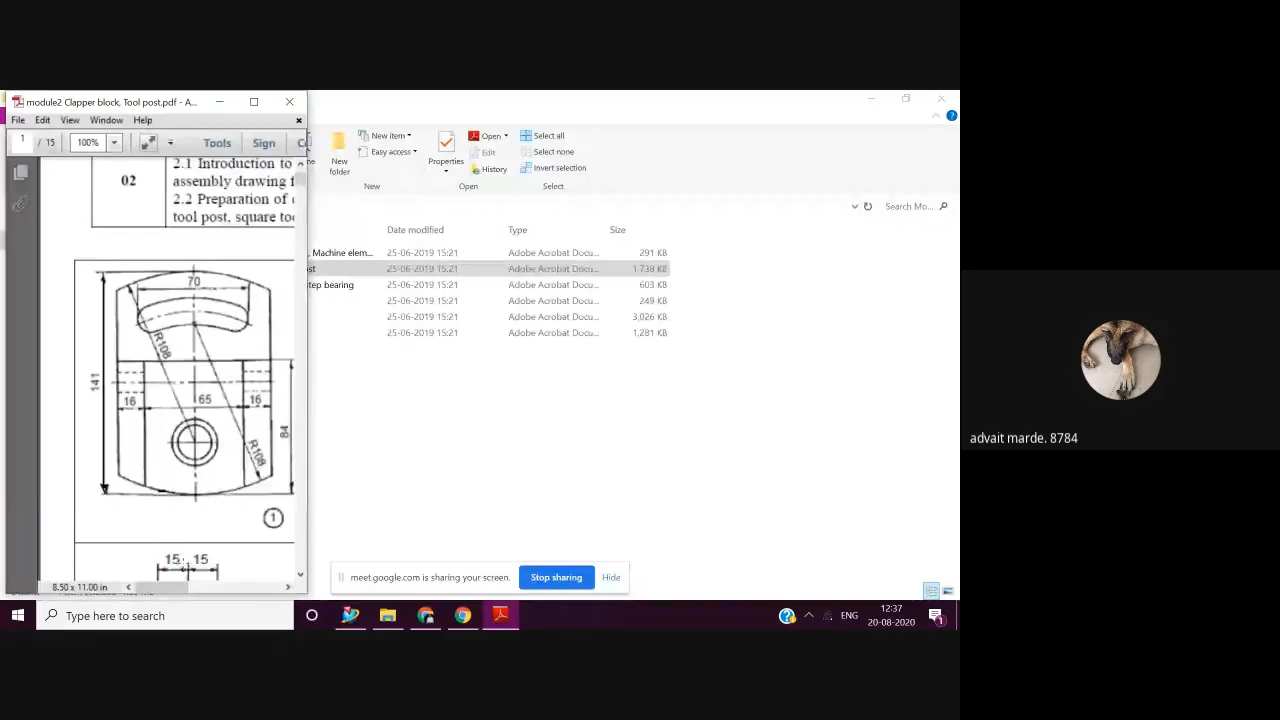 module2 Clapper block, Tool post.pdf - A...
File Edit View Window Help
1 / 15 100% Tools Sign
02
2.1 Introduction to
assembly drawing
2.2 Preparation of
tool post, square
70
R108
141
16 65 16
84
R108
1
15 15
8.50 x 11.00 in
New folder
New item
Easy access
New
Properties
Open
Edit
History
Open
Select all
Select none
Invert selection
Select
Search Mo...
Date modified Type Size
, Machine elem... 25-06-2019 15:21 Adobe Acrobat Docu... 291 KB
ost 25-06-2019 15:21 Adobe Acrobat Docu... 1,738 KB
tep bearing 25-06-2019 15:21 Adobe Acrobat Docu... 603 KB
25-06-2019 15:21 Adobe Acrobat Docu... 249 KB
25-06-2019 15:21 Adobe Acrobat Docu... 3,026 KB
25-06-2019 15:21 Adobe Acrobat Docu... 1,281 KB
meet.google.com is sharing your screen. Stop sharing Hide
Type here to search
ENG
12:37
20-08-2020
1
advait marde. 8784